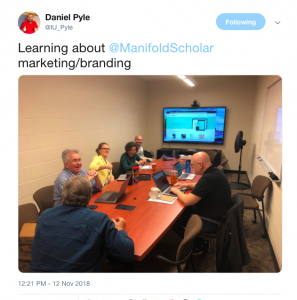 Daniel Pyle
@IU_Pyle
Following
Learning about @ManifoldScholar
marketing/branding
12:21 PM - 12 Nov 2018